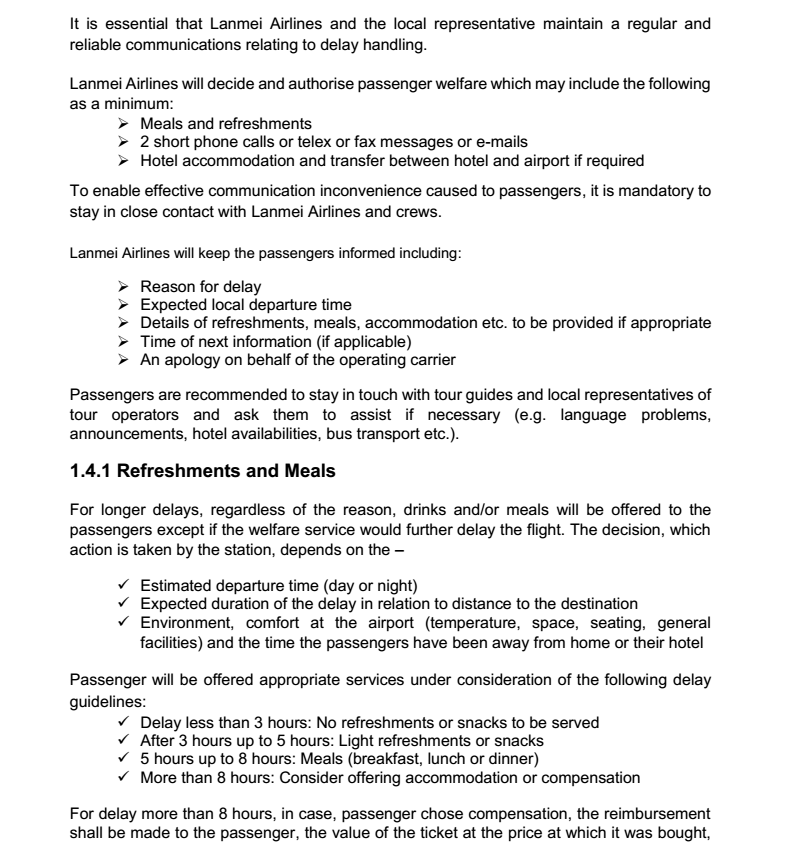 It is essential that Lanmei Airlines and the local representative maintain a regular and
reliable communications relating to delay handling.
Lanmei Airlines will decide and authorise passenger welfare which may include the following
as a minimum:
➢ Meals and refreshments
➢ 2 short phone calls or telex or fax messages or e-mails
➢ Hotel accommodation and transfer between hotel and airport if required
To enable effective communication inconvenience caused to passengers, it is mandatory to
stay in close contact with Lanmei Airlines and crews.
Lanmei Airlines will keep the passengers informed including:
➢ Reason for delay
➢ Expected local departure time
➢ Details of refreshments, meals, accommodation etc. to be provided if appropriate
➢ Time of next information (if applicable)
➢ An apology on behalf of the operating carrier
Passengers are recommended to stay in touch with tour guides and local representatives of
tour operators and ask them to assist if necessary (e.g. language problems,
announcements, hotel availabilities, bus transport etc.).
1.4.1 Refreshments and Meals
For longer delays, regardless of the reason, drinks and/or meals will be offered to the
passengers except if the welfare service would further delay the flight. The decision, which
action is taken by the station, depends on the –
✓ Estimated departure time (day or night)
✓ Expected duration of the delay in relation to distance to the destination
✓ Environment, comfort at the airport (temperature, space, seating, general
facilities) and the time the passengers have been away from home or their hotel
Passenger will be offered appropriate services under consideration of the following delay
guidelines:
✓ Delay less than 3 hours: No refreshments or snacks to be served
✓ After 3 hours up to 5 hours: Light refreshments or snacks
✓ 5 hours up to 8 hours: Meals (breakfast, lunch or dinner)
✓ More than 8 hours: Consider offering accommodation or compensation
For delay more than 8 hours, in case, passenger chose compensation, the reimbursement
shall be made to the passenger, the value of the ticket at the price at which it was bought,